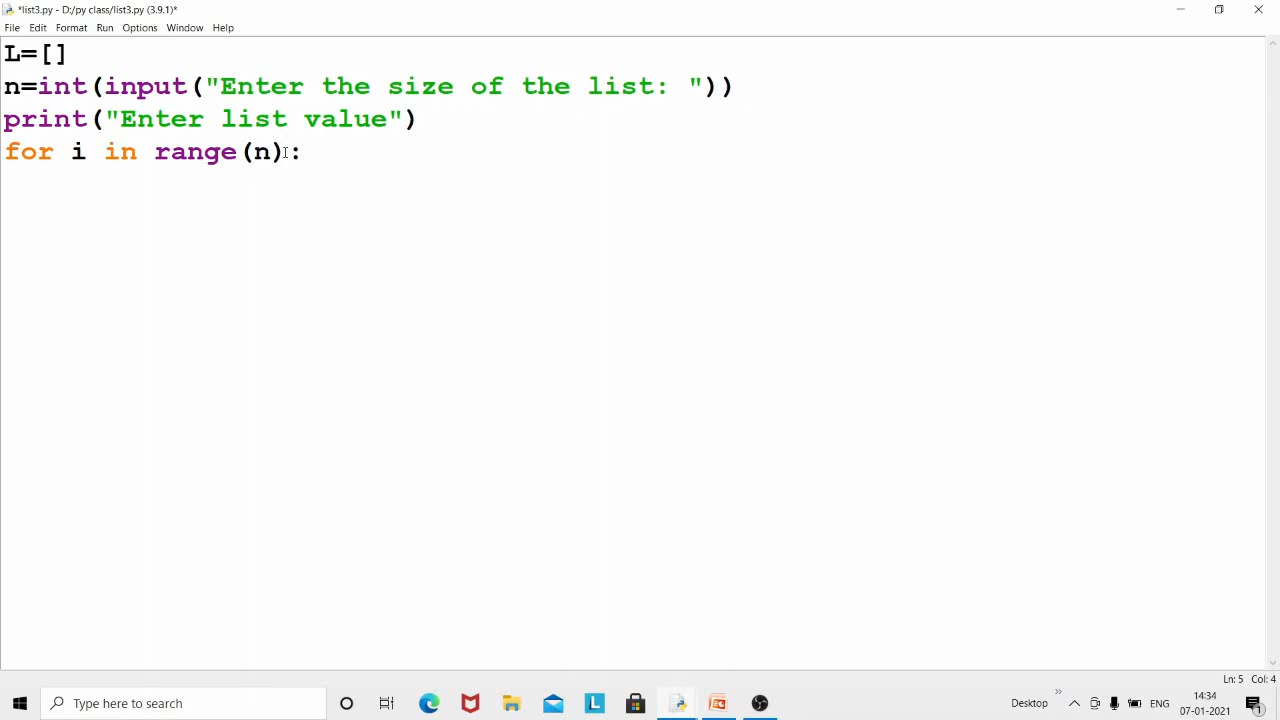 *list3.py - D:/py class/list3.py (3.9.1)*
File Edit Format Run Options Window Help
L=[]
n=int(input("Enter the size of the list: "))
print("Enter list value")
for i in range(n):
Ln: 5 Col: 4
Type here to search
Desktop
ENG
14:34
07-01-2021
1